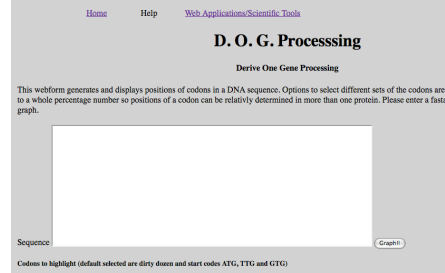 Home Help Web Applications/Scientific Tools
D. O. G. Processsing
Derive One Gene Processing
This webform generates and displays positions of codons in a DNA sequence. Options to select different sets of the codons are
to a whole percentage number so positions of a codon can be relativly determined in more than one protein. Please enter a fasta
graph.
Sequence Graph!!
Codons to highlight (default selected are dirty dozen and start codes ATG, TTG and GTG)